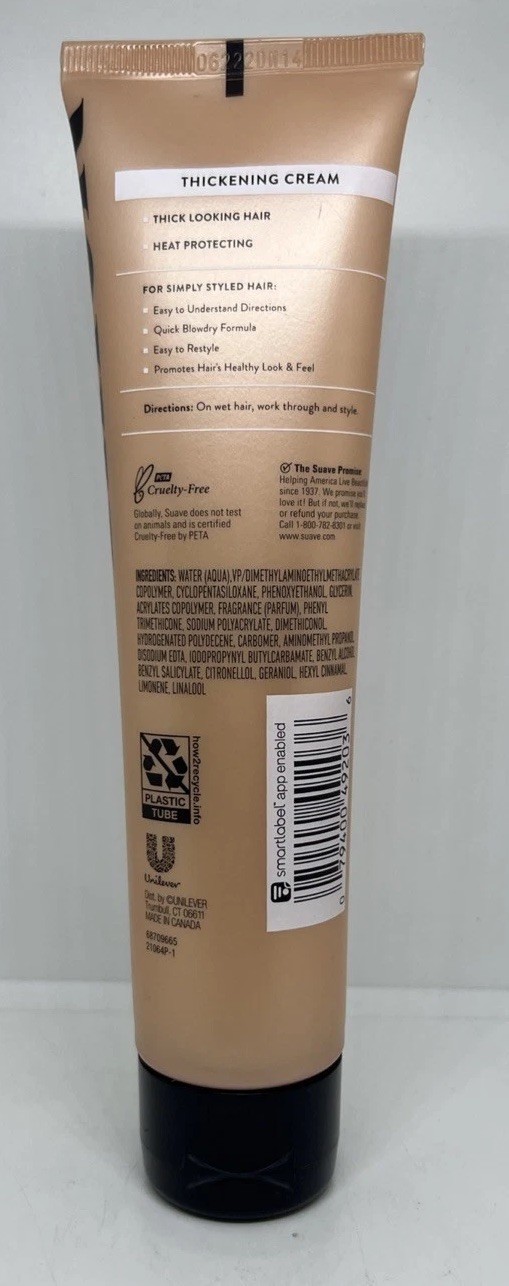 062220W14
THICKENING CREAM
THICK LOOKING HAIR
HEAT PROTECTING
FOR SIMPLY STYLED HAIR:
Easy to Understand Directions
Quick Blowdry Formula
Easy to Restyle
Promotes Hair's Healthy Look & Feel
Directions: On wet hair, work through and style.
PETA
Cruelty-Free
Globally, Suave does not test
on animals and is certified
Cruelty-Free by PETA
The Suave Promise
Helping America Live
since 1937. We promise
love it! But if not, we'll
or refund your purchase.
Call 1-800-782-8301 or visit
www.suave.com
INGREDIENTS: WATER (AQUA),VP/DIMETHYLAMINOETHYLMETHACRYLATE
COPOLYMER, CYCLOPENTASILOXANE, PHENOXYETHANOL, GLYCERIN,
ACRYLATES COPOLYMER, FRAGRANCE (PARFUM), PHENYL
TRIMETHICONE, SODIUM POLYACRYLATE, DIMETHICONOL,
HYDROGENATED POLYDECENE, CARBOMER, AMINOMETHYL PROPANOL,
DISODIUM EDTA, IODOPROPYNYL BUTYLCARBAMATE, BENZYL ALCOHOL,
BENZYL SALICYLATE, CITRONELLOL, GERANIOL, HEXYL CINNAMAL,
LIMONENE, LINALOOL
how2recycle.info
PLASTIC
TUBE
smartlabel app enabled
0 79400 49203 6
Unilever
Dist. by ©UNILEVER
Trumbull, CT 06611
MADE IN CANADA
68709665
21064P-1